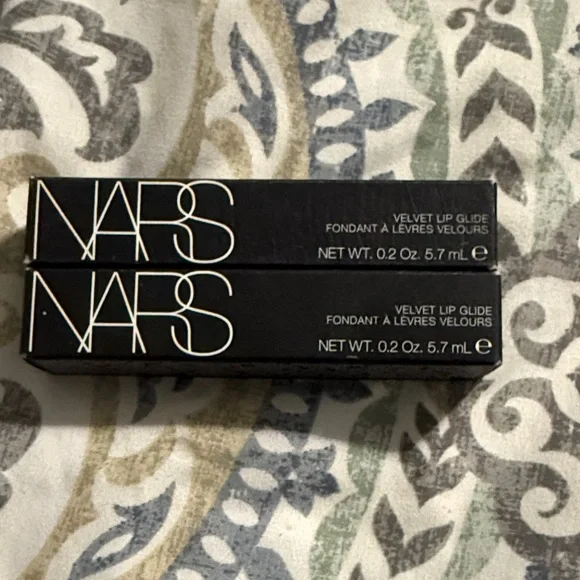 NARS
VELVET LIP GLIDE
FONDANT À LÈVRES VELOURS
NET WT. 0.2 Oz. 5.7 mL ℮
NARS
VELVET LIP GLIDE
FONDANT À LÈVRES VELOURS
NET WT. 0.2 Oz. 5.7 mL ℮